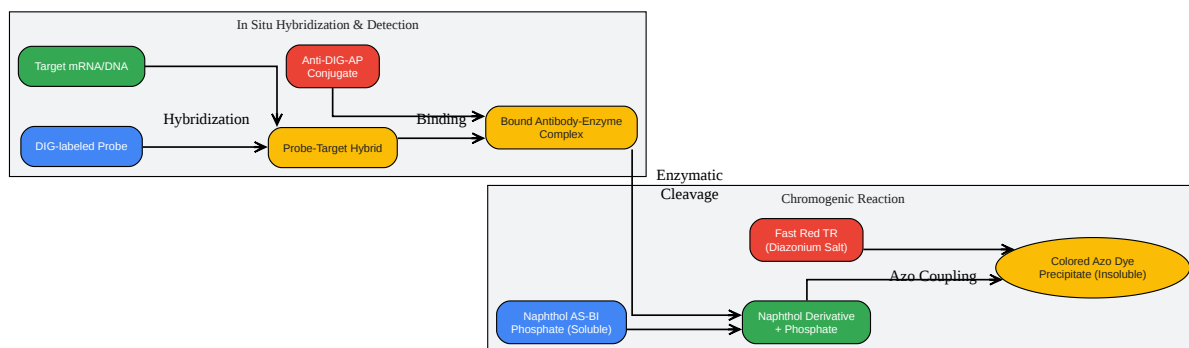 In Situ Hybridization & Detection
Target mRNA/DNA
Anti-DIG-AP
Conjugate
Hybridization
Binding
Bound Antibody-Enzyme
Complex
DIG-labeled Probe
Probe-Target Hybrid
Enzymatic
Cleavage
Chromogenic Reaction
Fast Red TR
(Diazonium Salt)
Colored Azo Dye
Precipitate (Insoluble)
Azo Coupling
Naphthol AS-BI
Phosphate (Soluble)
Naphthol Derivative
+ Phosphate